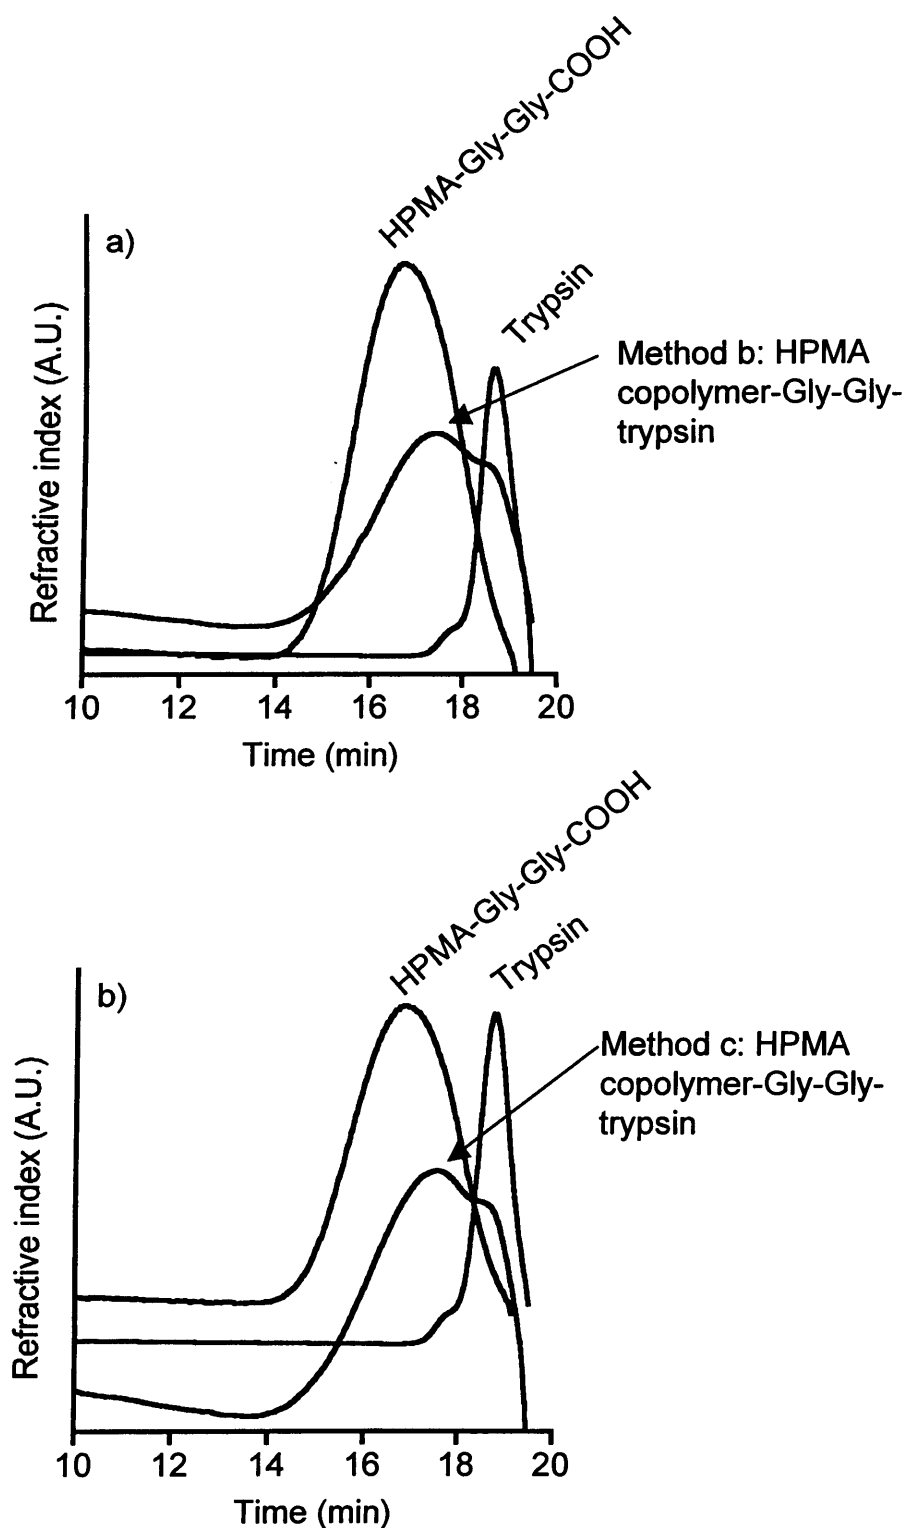 HPMA-Gly-Gly-COOH
a)
Trypsin
Method b: HPMA
copolymer-Gly-Gly-
trypsin
Refractive index (A.U.)
10 12 14 16 18 20
Time (min)
HPMA-Gly-Gly-COOH
Trypsin
b)
Method c: HPMA
copolymer-Gly-Gly-
trypsin
Refractive index (A.U.)
10 12 14 16 18 20
Time (min)